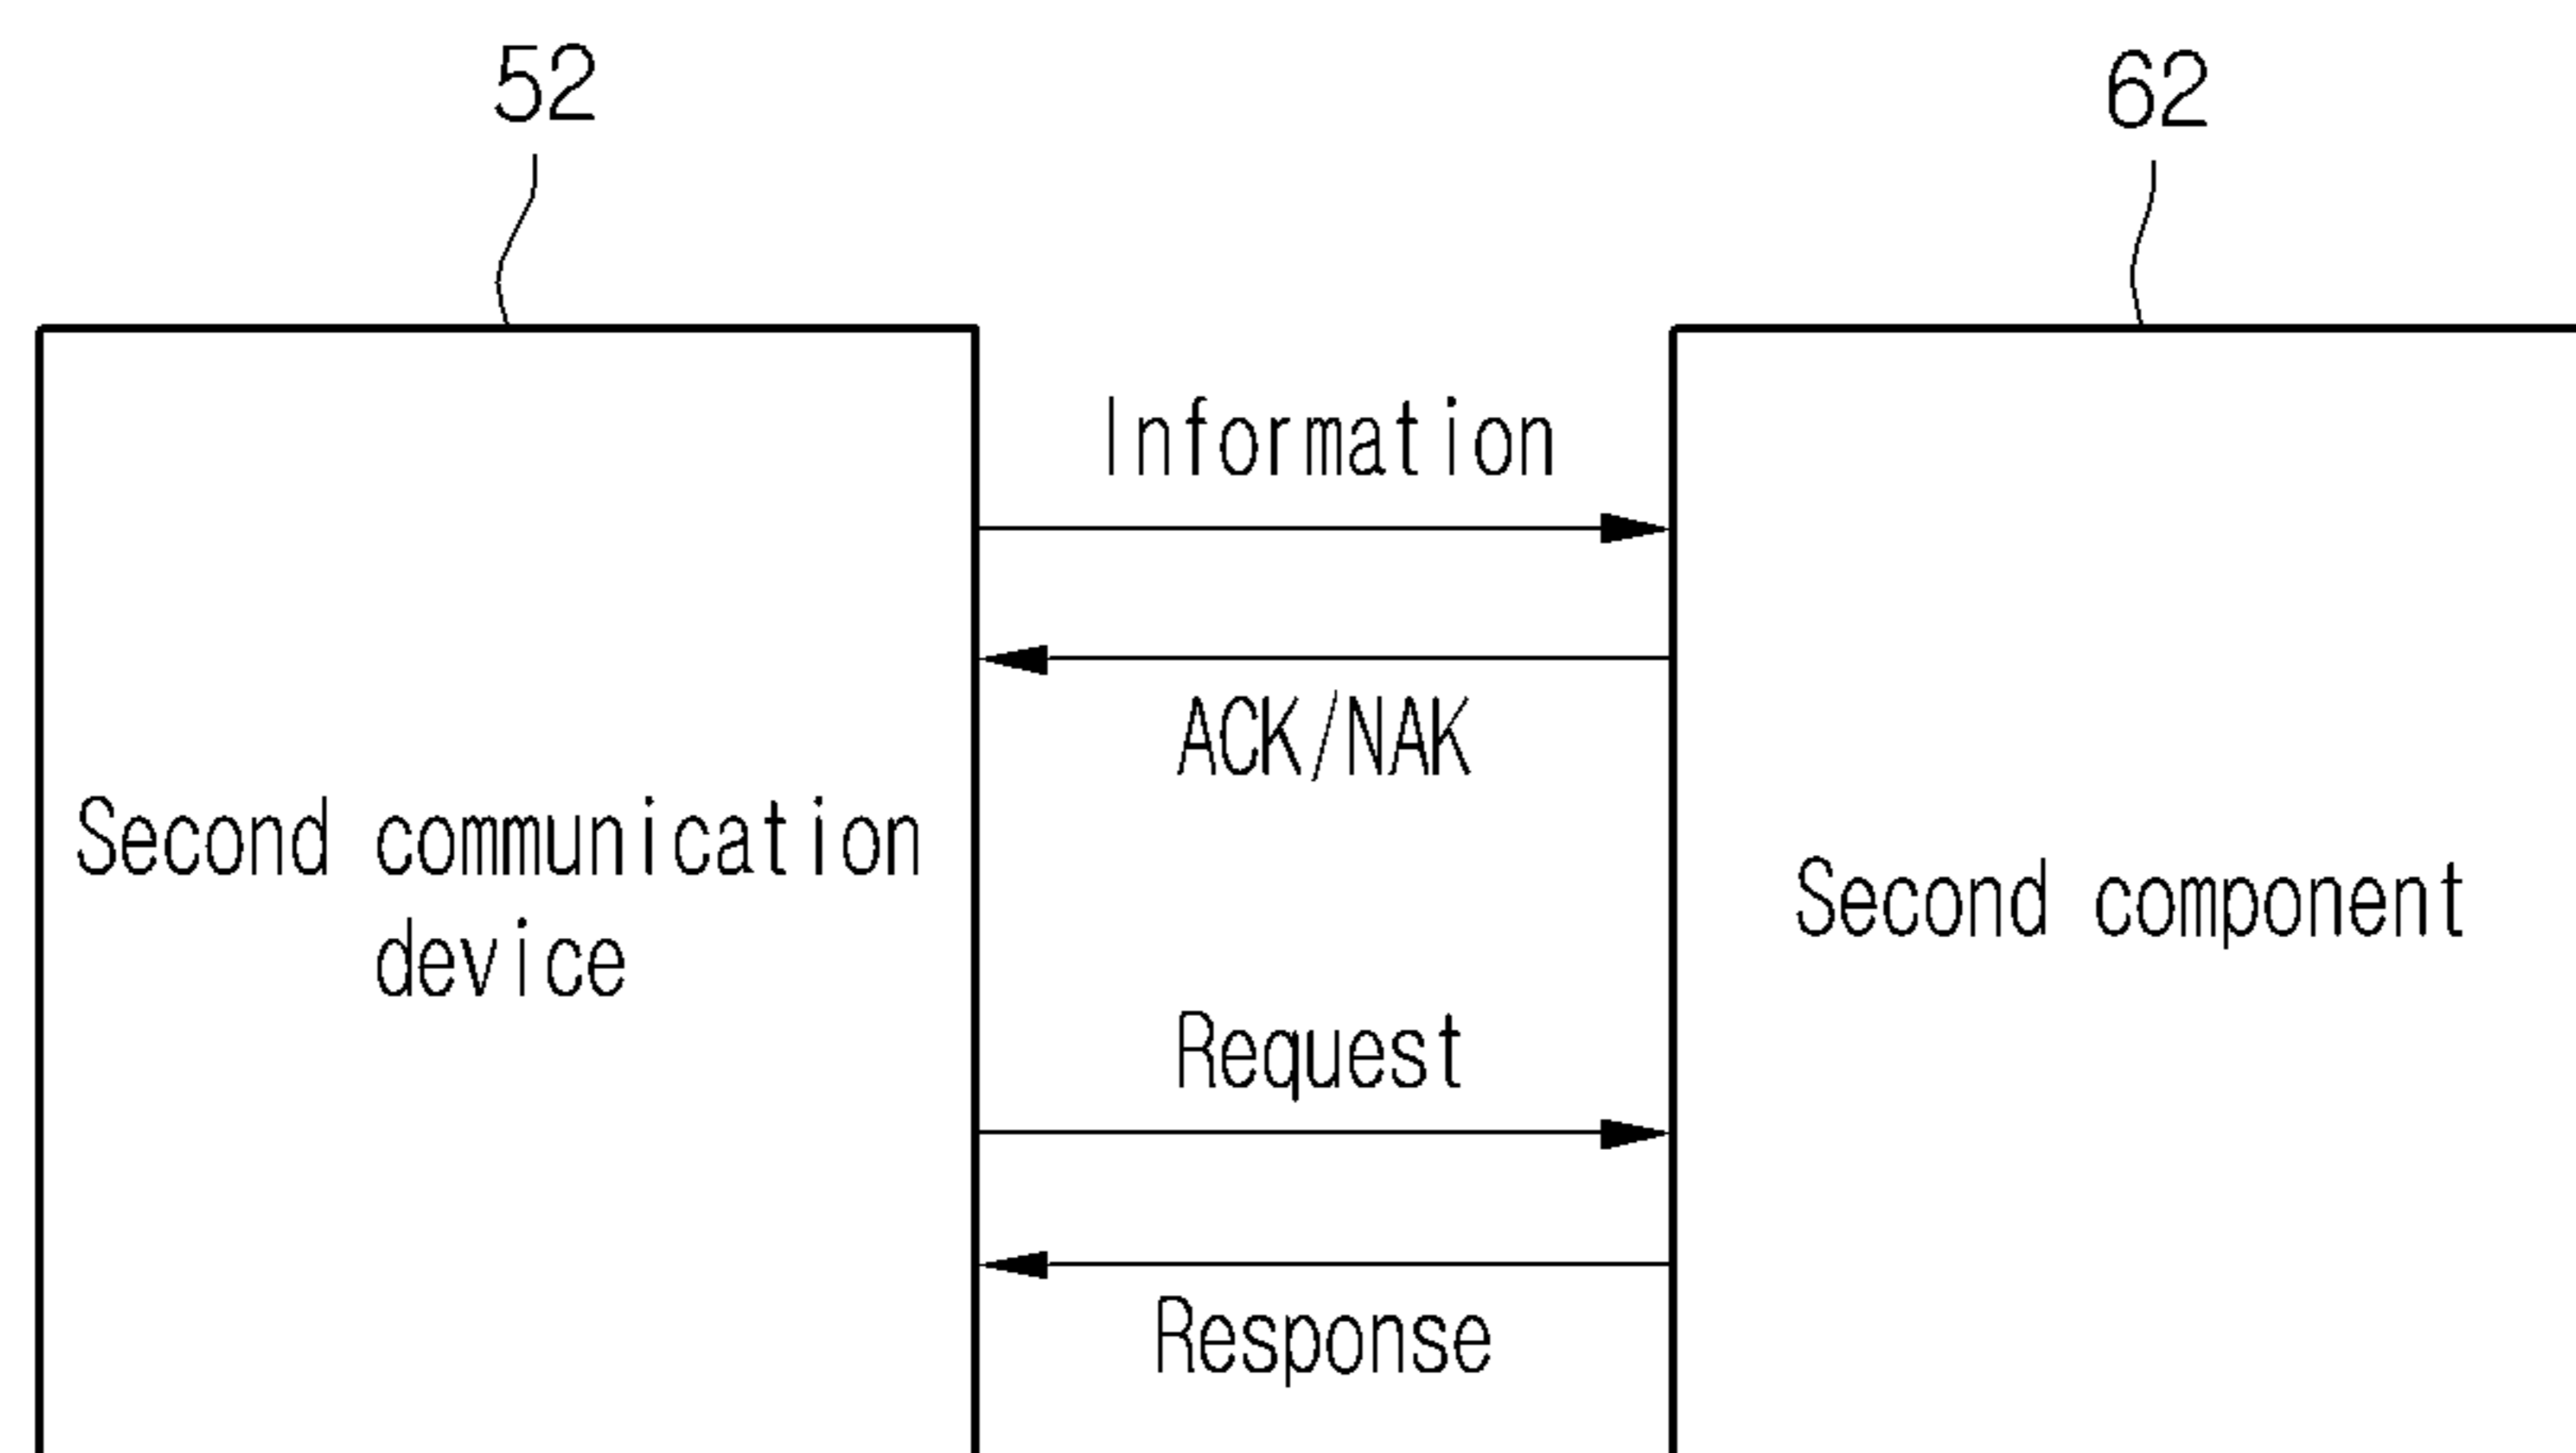 52
62
Information
ACK/NAK
Second communication
device
Second component
Request
Response